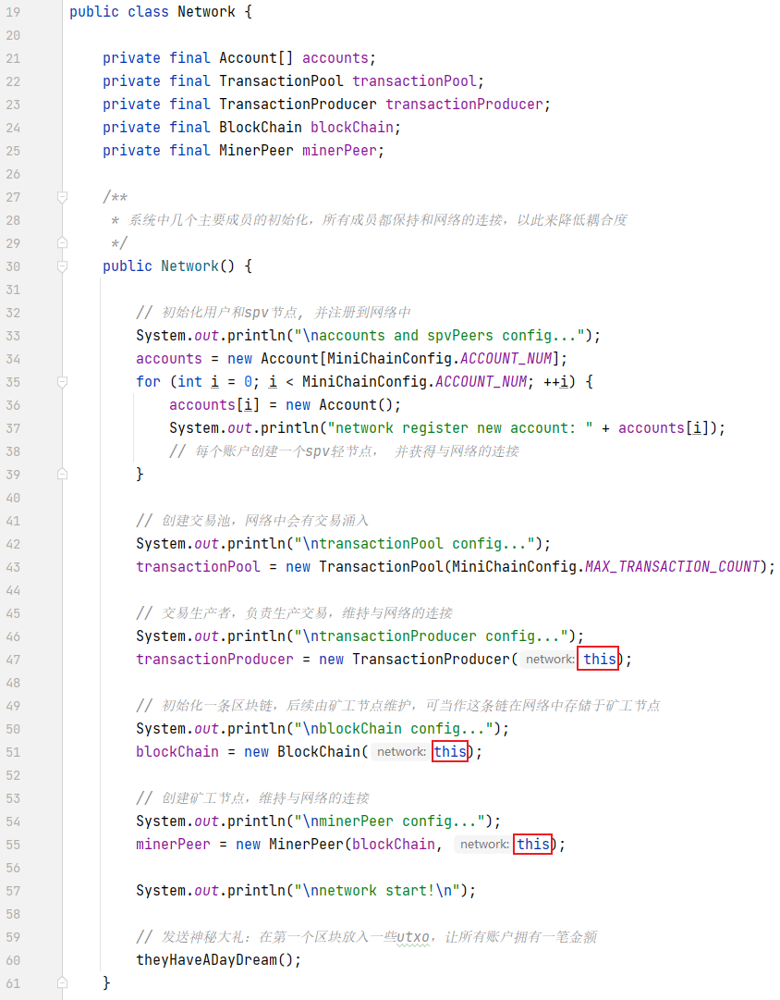 19 public class Network {
20
21 private final Account[] accounts;
22 private final TransactionPool transactionPool;
23 private final TransactionProducer transactionProducer;
24 private final BlockChain blockChain;
25 private final MinerPeer minerPeer;
26
27 /**
28 * 系统中几个主要成员的初始化，所有成员都保持和网络的连接，以此来降低耦合度
29 */
30 public Network() {
31
32 // 初始化用户和spv节点, 并注册到网络中
33 System.out.println("\naccounts and spvPeers config...");
34 accounts = new Account[MiniChainConfig.ACCOUNT_NUM];
35 for (int i = 0; i < MiniChainConfig.ACCOUNT_NUM; ++i) {
36 accounts[i] = new Account();
37 System.out.println("network register new account: " + accounts[i]);
38 // 每个账户创建一个spv轻节点， 并获得与网络的连接
39 }
40
41 // 创建交易池，网络中会有交易涌入
42 System.out.println("\ntransactionPool config...");
43 transactionPool = new TransactionPool(MiniChainConfig.MAX_TRANSACTION_COUNT);
44
45 // 交易生产者，负责生产交易，维持与网络的连接
46 System.out.println("\ntransactionProducer config...");
47 transactionProducer = new TransactionProducer( network: this);
48
49 // 初始化一条区块链，后续由矿工节点维护，可当作这条链在网络中存储于矿工节点
50 System.out.println("\nblockChain config...");
51 blockChain = new BlockChain( network: this);
52
53 // 创建矿工节点，维持与网络的连接
54 System.out.println("\nminerPeer config...");
55 minerPeer = new MinerPeer(blockChain, network: this);
56
57 System.out.println("\nnetwork start!\n");
58
59 // 发送神秘大礼：在第一个区块放入一些utxo，让所有账户拥有一笔金额
60 theyHaveADayDream();
61 }